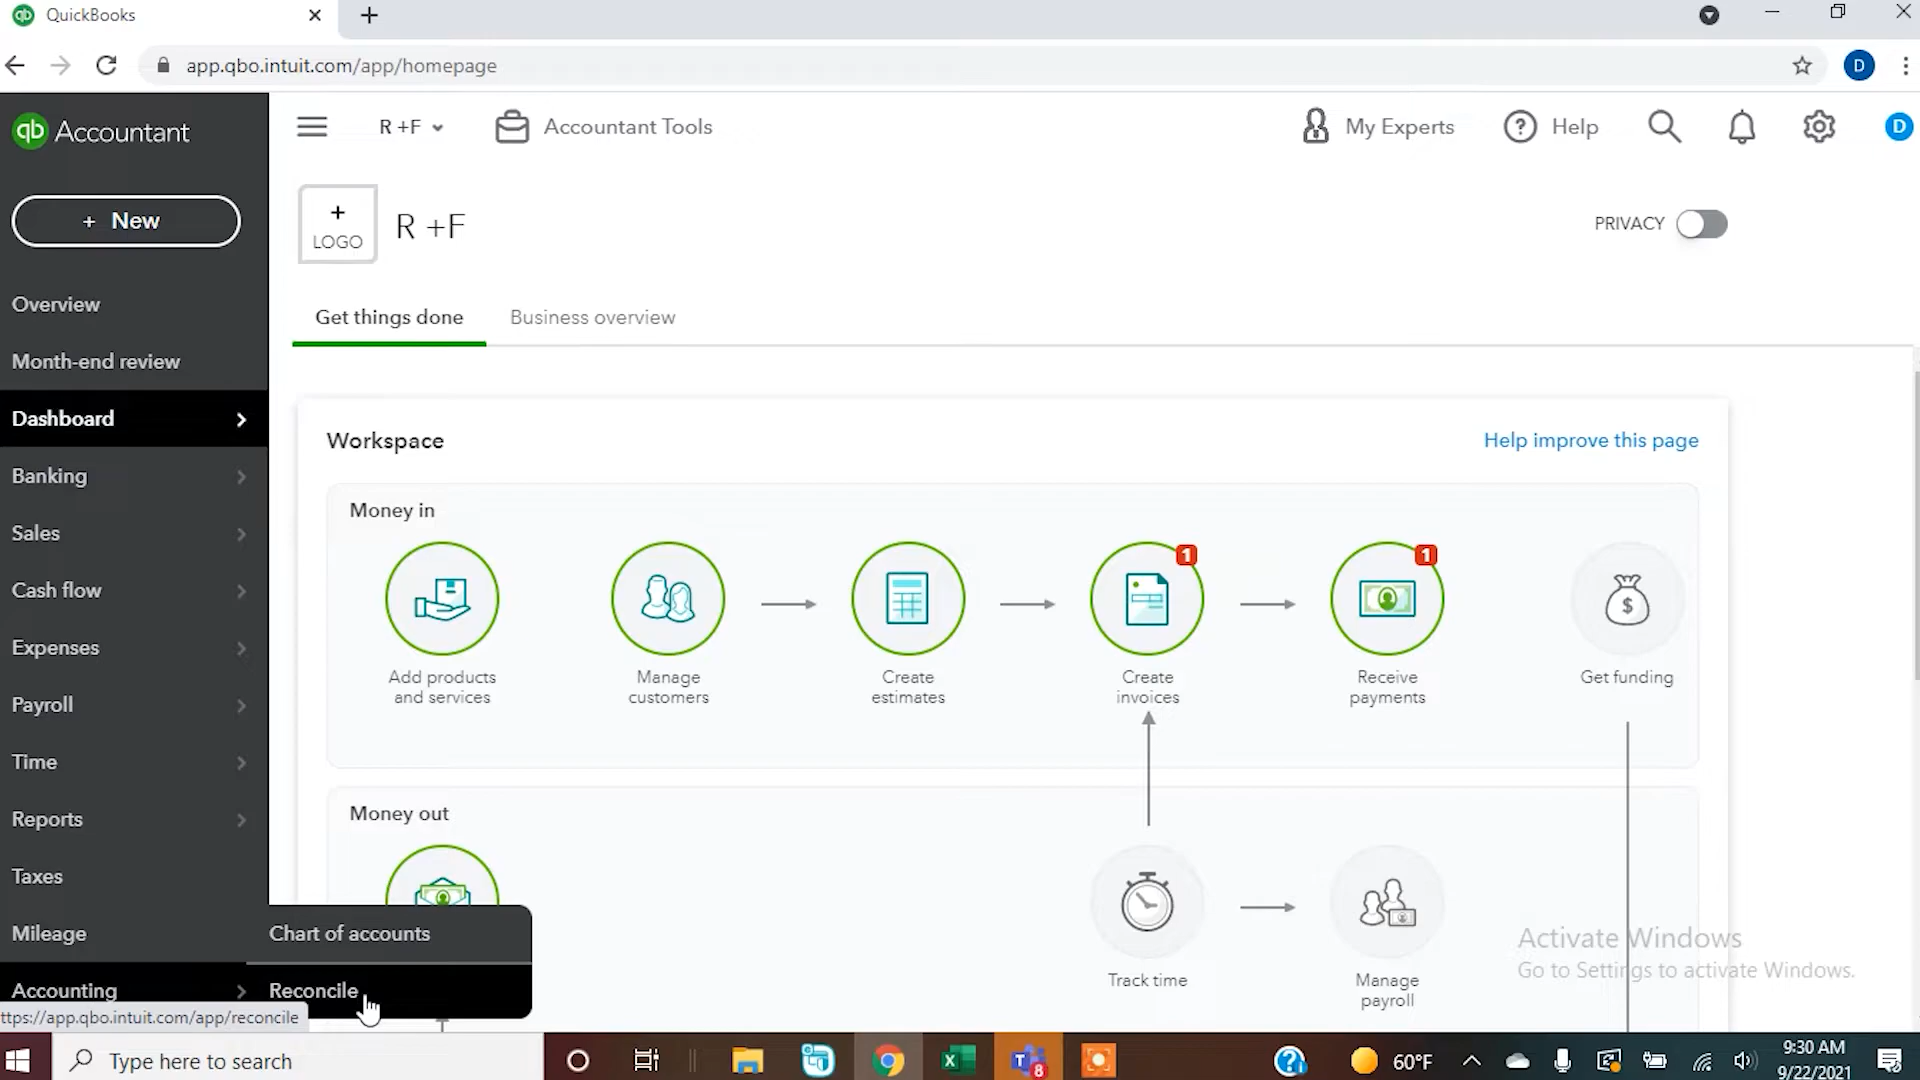 QuickBooks
app.qbo.intuit.com/app/homepage
D
qb Accountant
R +F
Accountant Tools
My Experts
Help
D
+ New
+
LOGO
R +F
PRIVACY
Overview
Month-end review
Dashboard
Banking
Sales
Cash flow
Expenses
Payroll
Time
Reports
Taxes
Mileage
Accounting
Chart of accounts
Reconcile
ttps://app.qbo.intuit.com/app/reconcile
Get things done
Business overview
Workspace
Help improve this page
Money in
1
1
Add products
and services
Manage
customers
Create
estimates
Create
invoices
Receive
payments
Get funding
Money out
Track time
Manage
payroll
Activate Windows
Go to Settings to activate Windows.
Type here to search
8
60°F
9:30 AM
9/22/2021